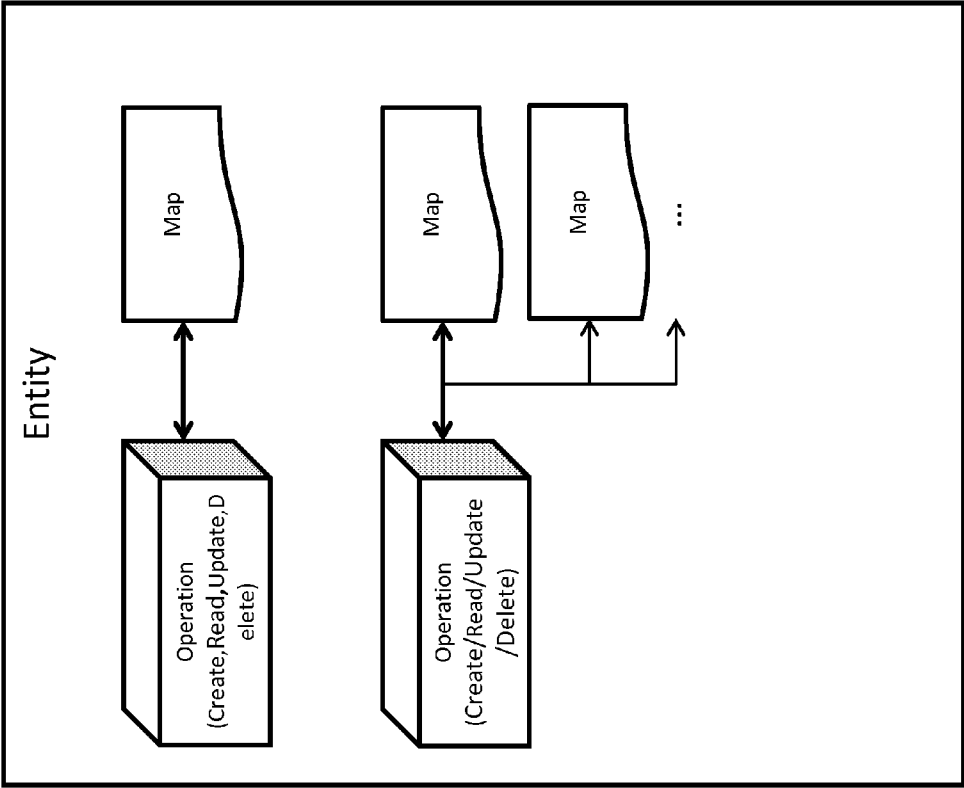 Entity
Operation
(Create,Read,Update,D
elete)
Map
Operation
(Create/Read/Update
/Delete)
Map
Map
...